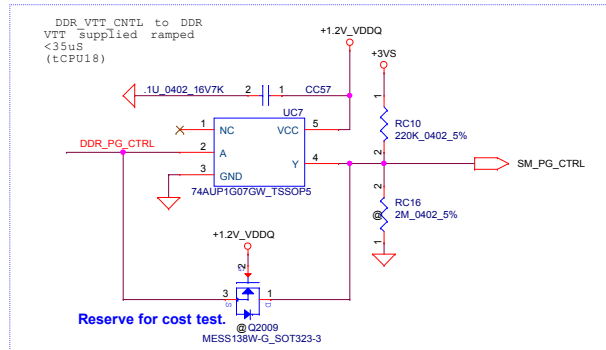 DDR_VTT_CNTL to DDR
VTT supplied ramped
<35uS
(tCPU18)
+1.2V_VDDQ
+3VS
.1U_0402_16V7K
2
1
CC57
UC7
1
NC
VCC
5
DDR_PG_CTRL
2
A
3
GND
Y
4
74AUP1G07GW_TSSOP5
1
RC10
220K_0402_5%
2
SM_PG_CTRL
2
RC16
@
2M_0402_5%
1
+1.2V_VDDQ
2
3
S
D
1
Reserve for cost test.
@Q2009
MESS138W-G_SOT323-3